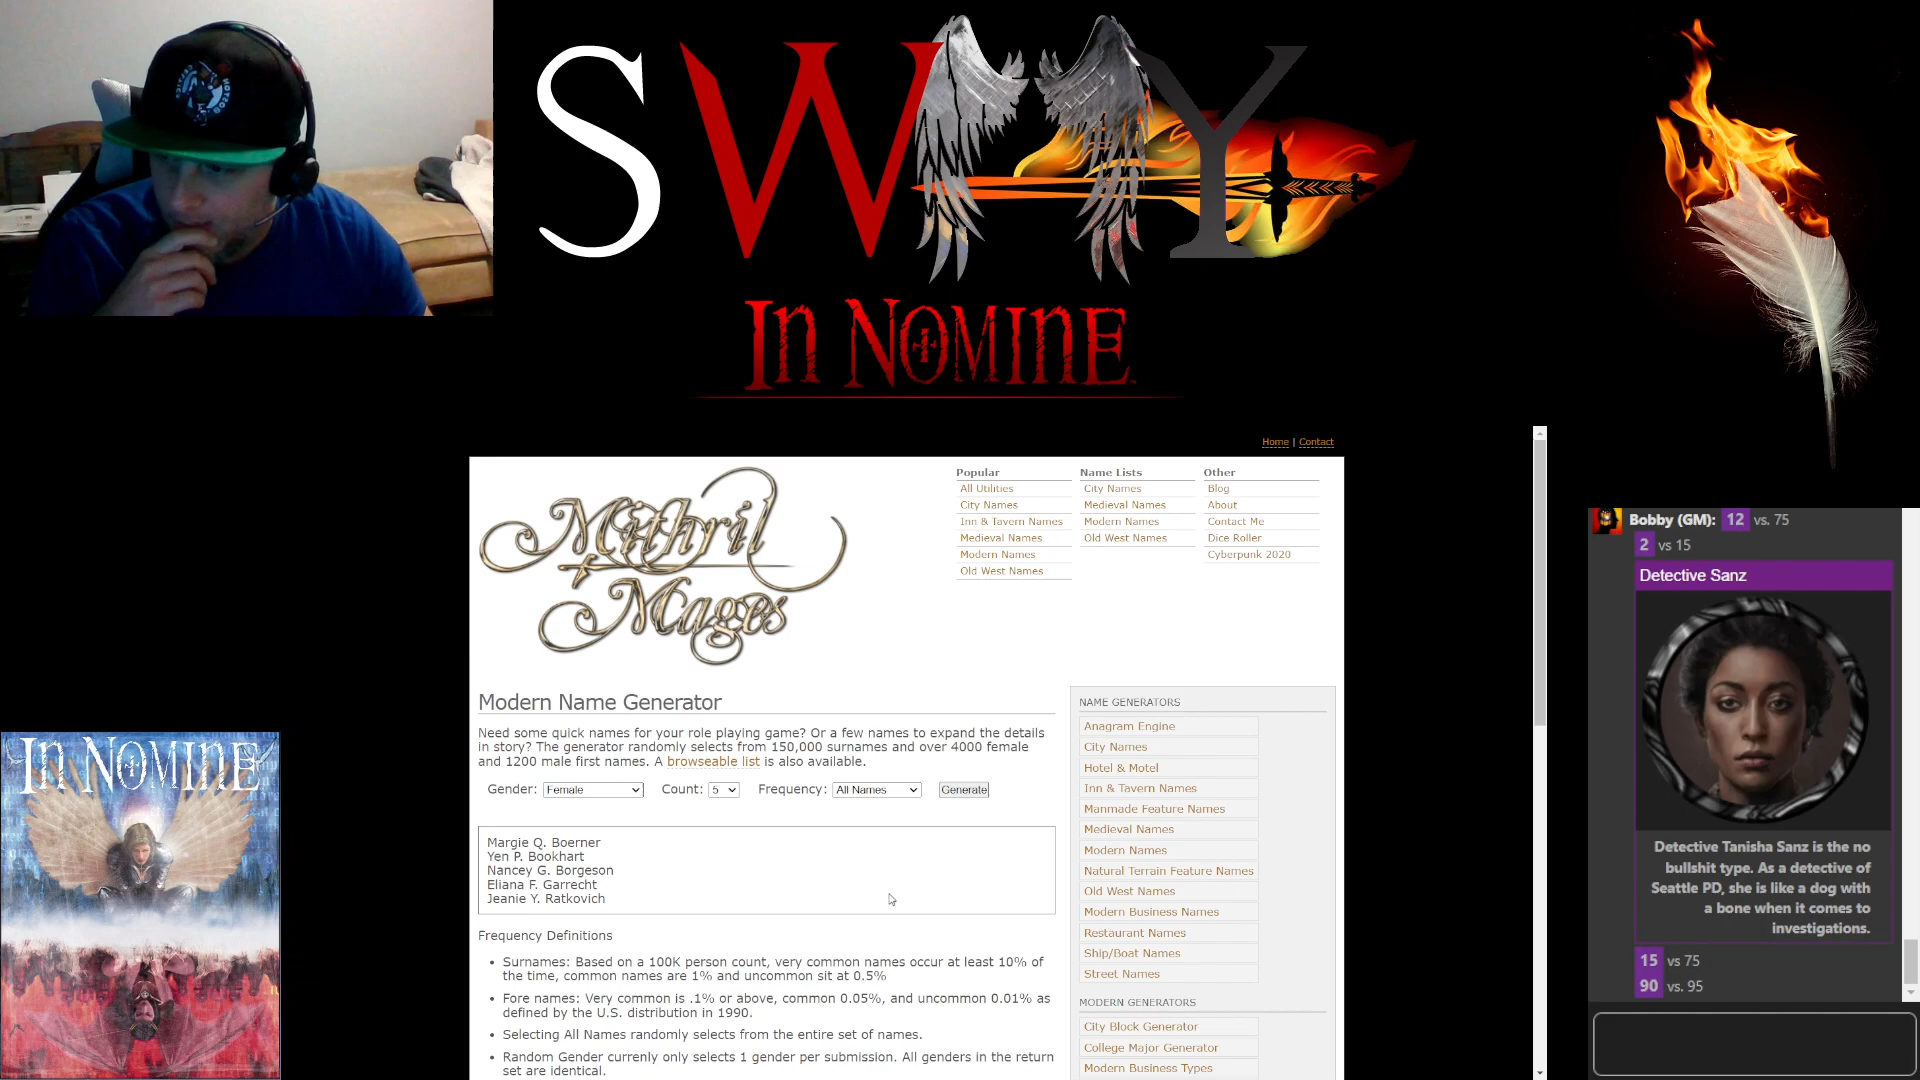 SWAY
IN NOMINE
Home | Contact
Mithril
Mages
Popular
All Utilities
City Names
Inn & Tavern Names
Medieval Names
Modern Names
Old West Names
Name Lists
City Names
Medieval Names
Modern Names
Old West Names
Other
Blog
About
Contact Me
Dice Roller
Cyberpunk 2020
Modern Name Generator
Need some quick names for your role playing game? Or a few names to expand the details
in story? The generator randomly selects from 150,000 surnames and over 4000 female
and 1200 male first names. A browseable list is also available.
Gender: Female Count: 5 Frequency: All Names Generate
Margie Q. Boerner
Yen P. Bookhart
Nancey G. Borgeson
Eliana F. Garrecht
Jeanie Y. Ratkovich
Frequency Definitions
• Surnames: Based on a 100K person count, very common names occur at least 10% of
the time, common names are 1% and uncommon sit at 0.5%
• Fore names: Very common is .1% or above, common 0.05%, and uncommon 0.01% as
defined by the U.S. distribution in 1990.
• Selecting All Names randomly selects from the entire set of names.
• Random Gender currently only selects 1 gender per submission. All genders in the return
set are identical.
NAME GENERATORS
Anagram Engine
City Names
Hotel & Motel
Inn & Tavern Names
Manmade Feature Names
Medieval Names
Modern Names
Natural Terrain Feature Names
Old West Names
Modern Business Names
Restaurant Names
Ship/Boat Names
Street Names
MODERN GENERATORS
City Block Generator
College Major Generator
Modern Business Types
Bobby (GM): 12 vs. 75
2 vs 15
Detective Sanz
Detective Tanisha Sanz is the no
bullshit type. As a detective of
Seattle PD, she is like a dog with
a bone when it comes to
investigations.
15 vs 75
90 vs. 95
IN NOMINE